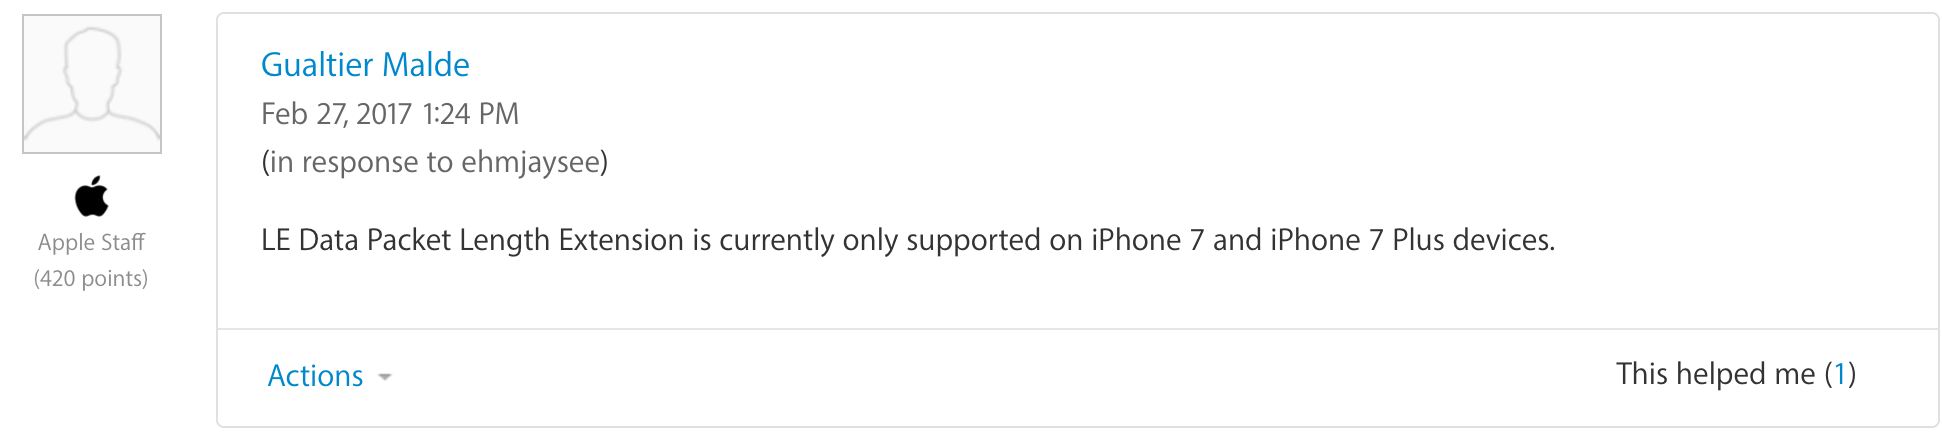 Gualtier Malde
Feb 27, 2017 1:24 PM
(in response to ehmjaysee)
Apple Staff
(420 points)
LE Data Packet Length Extension is currently only supported on iPhone 7 and iPhone 7 Plus devices.
Actions
This helped me (1)